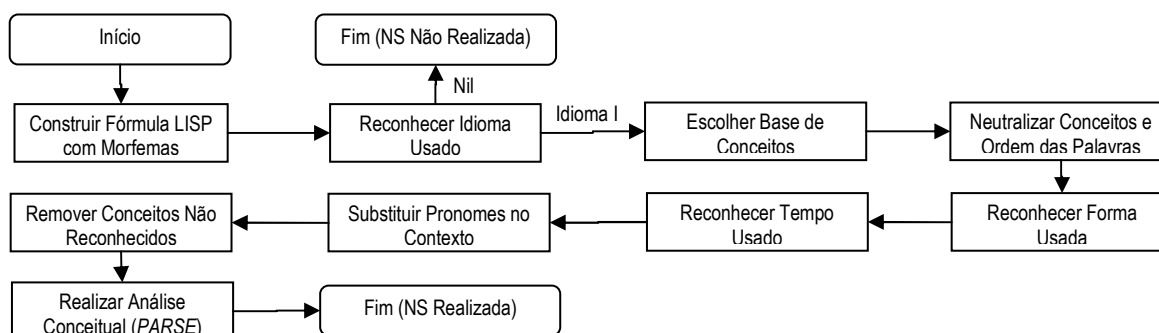 Início
Fim (NS Não Realizada)
Nil
Construir Fórmula LISP
com Morfemas
Reconhecer Idioma
Usado
Idioma I
Escolher Base de
Conceitos
Neutralizar Conceitos e
Ordem das Palavras
Remover Conceitos Não
Reconhecidos
Substituir Pronomes no
Contexto
Reconhecer Tempo
Usado
Reconhecer Forma
Usada
Realizar Análise
Conceitual (PARSE)
Fim (NS Realizada)